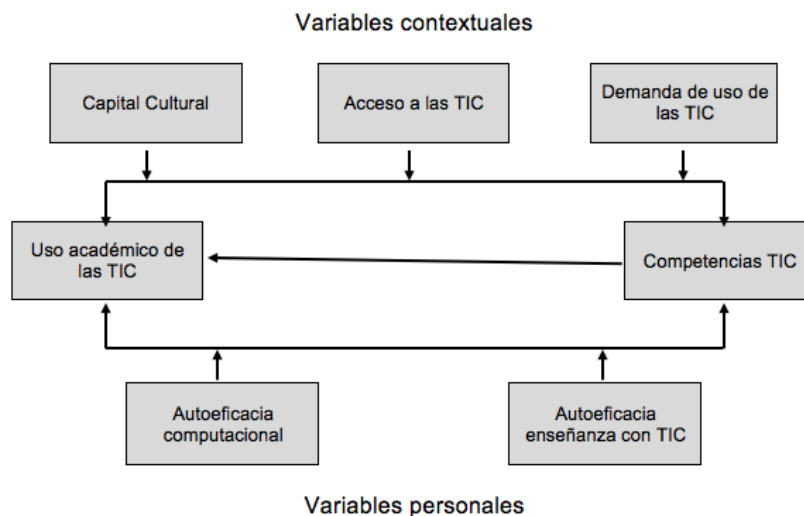 Variables contextuales
Capital Cultural
Acceso a las TIC
Demanda de uso de
las TIC
Uso académico de
las TIC
Competencias TIC
Autoeficacia
computacional
Autoeficacia
enseñanza con TIC
Variables personales